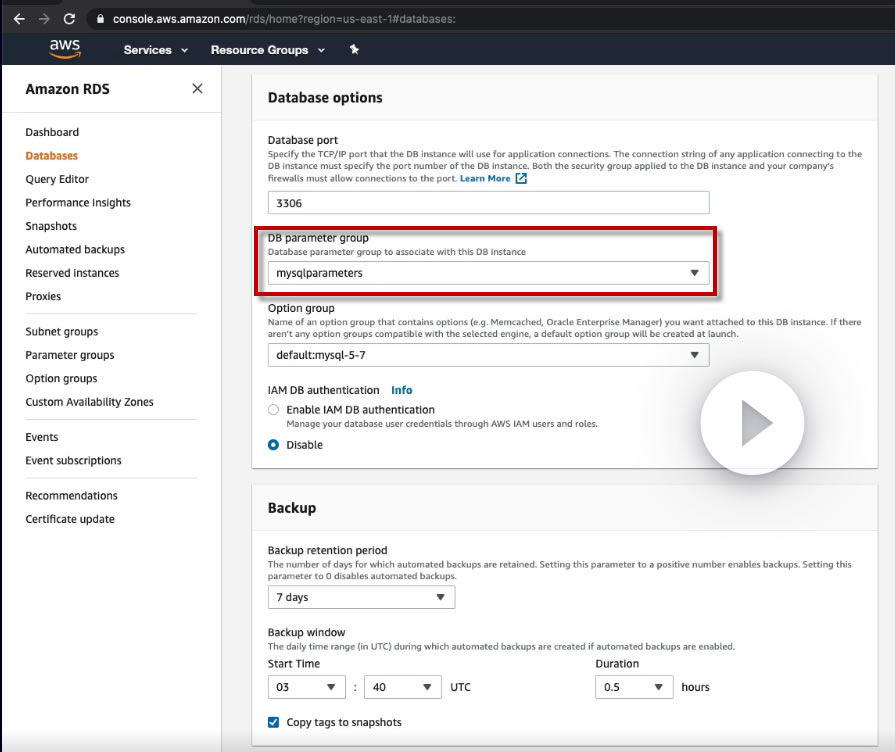 console.aws.amazon.com/rds/home?region=us-east-1#databases:
aws
Services
Resource Groups
Amazon RDS
Dashboard
Databases
Query Editor
Performance Insights
Snapshots
Automated backups
Reserved instances
Proxies
Subnet groups
Parameter groups
Option groups
Custom Availability Zones
Events
Event subscriptions
Recommendations
Certificate update
Database options
Database port
Specify the TCP/IP port that the DB instance will use for application connections. The connection string of any application connecting to the
DB instance must specify the port number of the DB instance. Both the security group applied to the DB instance and your company's
firewalls must allow connections to the port. Learn More
3306
DB parameter group
Database parameter group to associate with this DB instance
mysqlparameters
Option group
Name of an option group that contains options (e.g. Memcached, Oracle Enterprise Manager) you want attached to this DB instance. If there
aren't any option groups compatible with the selected engine, a default option group will be created at launch.
default:mysql-5-7
IAM DB authentication Info
Enable IAM DB authentication
Manage your database user credentials through AWS IAM users and roles.
Disable
Backup
Backup retention period
The number of days for which automated backups are retained. Setting this parameter to a positive number enables backups. Setting this
parameter to 0 disables automated backups.
7 days
Backup window
The daily time range (in UTC) during which automated backups are created if automated backups are enabled.
Start Time Duration
03 : 40 UTC 0.5 hours
Copy tags to snapshots